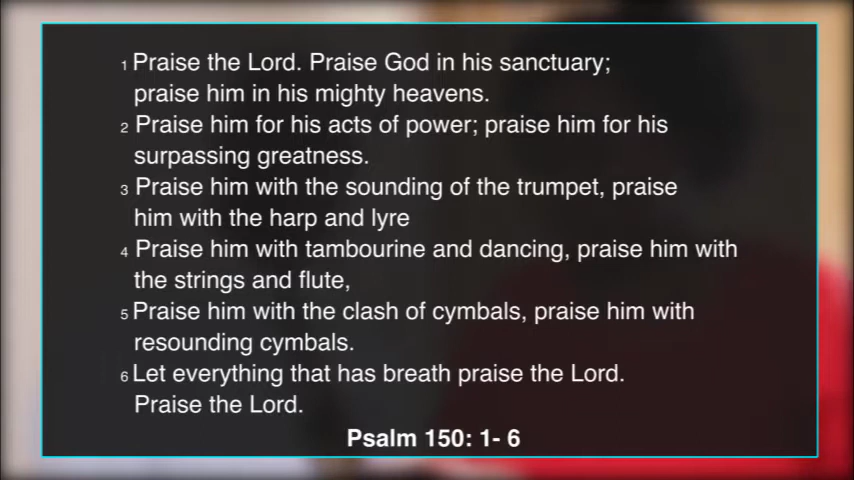 1 Praise the Lord. Praise God in his sanctuary;
praise him in his mighty heavens.
2 Praise him for his acts of power; praise him for his
surpassing greatness.
3 Praise him with the sounding of the trumpet, praise
him with the harp and lyre
4 Praise him with tambourine and dancing, praise him with
the strings and flute,
5 Praise him with the clash of cymbals, praise him with
resounding cymbals.
6 Let everything that has breath praise the Lord.
Praise the Lord.
Psalm 150: 1- 6